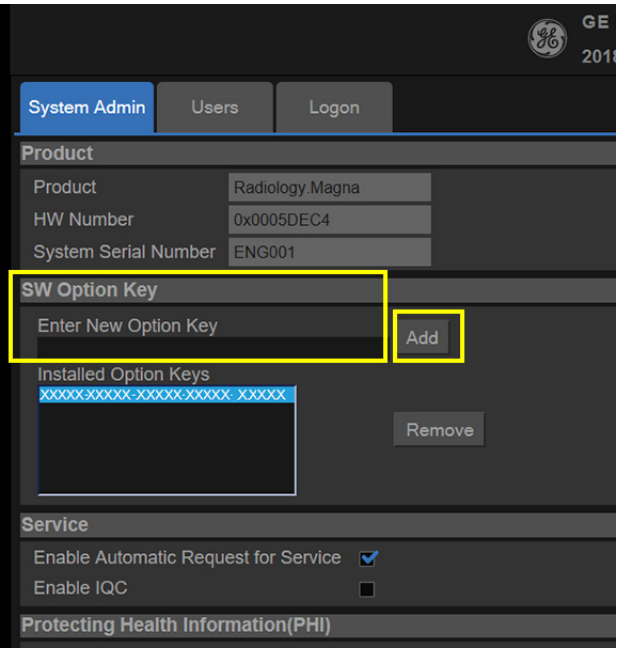 GE
2018
System Admin Users Logon
Product
Product Radiology.Magna
HW Number 0x0005DEC4
System Serial Number ENG001
SW Option Key
Enter New Option Key
Add
Installed Option Keys
XXXXX-XXXXX-XXXXX-XXXXX- XXXXX
Remove
Service
Enable Automatic Request for Service
Enable IQC
Protecting Health Information(PHI)